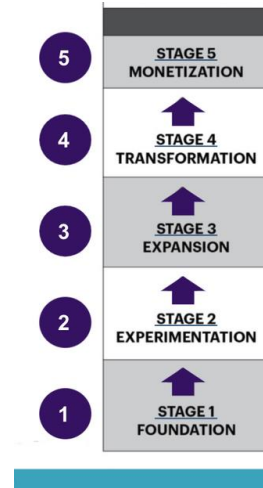 5
STAGE 5
MONETIZATION
4
STAGE 4
TRANSFORMATION
3
STAGE 3
EXPANSION
2
STAGE 2
EXPERIMENTATION
1
STAGE 1
FOUNDATION